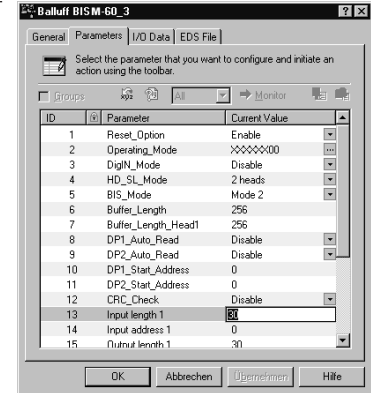 Balluff BISM-60_3
General Parameters I/O Data EDS File
Select the parameter that you want to configure and initiate an
action using the toolbar.
Groups All Monitor
ID Parameter Current Value
1 Reset_Option Enable
2 Operating_Mode XXXXXX00
3 DigIN_Mode Disable
4 HD_SL_Mode 2 heads
5 BIS_Mode Mode 2
6 Buffer_Length 256
7 Buffer_Length_Head1 256
8 DP1_Auto_Read Disable
9 DP2_Auto_Read Disable
10 DP1_Start_Address 0
11 DP2_Start_Address 0
12 CRC_Check Disable
13 Input length 1 30
14 Input address 1 0
15 Output length 1 30
OK Abbrechen Übernehmen Hilfe